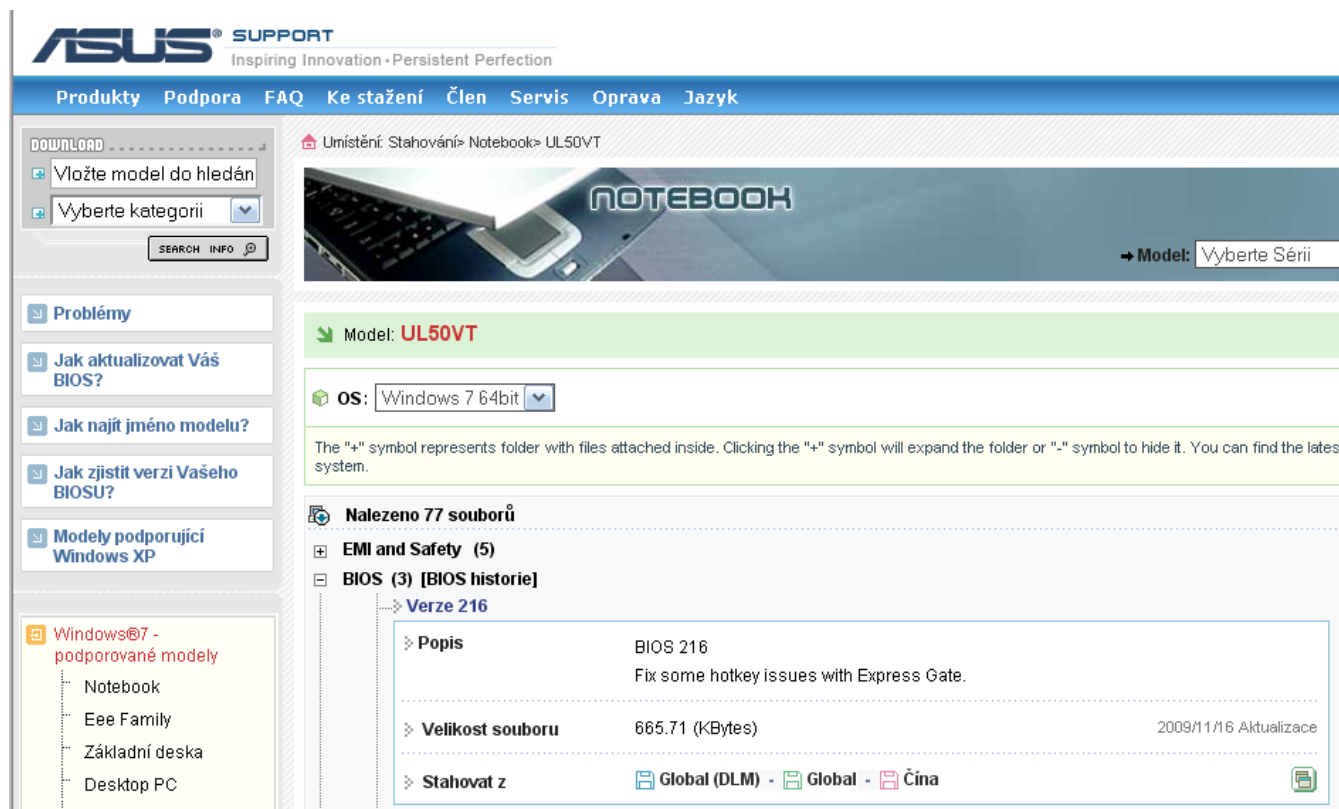 ASUS® SUPPORT
Inspiring Innovation • Persistent Perfection
Produkty Podpora FAQ Ke stažení Člen Servis Oprava Jazyk
DOWNLOAD
Vložte model do hledán
Vyberte kategorii
SEARCH INFO
Problémy
Jak aktualizovat Váš
BIOS?
Jak najít jméno modelu?
Jak zjistit verzi Vašeho
BIOSU?
Modely podporující
Windows XP
Windows®7 -
podporované modely
Notebook
Eee Family
Základní deska
Desktop PC
Umístění: Stahování> Notebook> UL50VT
NOTEBOOK
Model: Vyberte Sérii
Model: UL50VT
OS: Windows 7 64bit
The "+" symbol represents folder with files attached inside. Clicking the "+" symbol will expand the folder or "-" symbol to hide it. You can find the lates
system.
Nalezeno 77 souborů
EMI and Safety (5)
BIOS (3) [BIOS historie]
Verze 216
Popis BIOS 216
Fix some hotkey issues with Express Gate.
Velikost souboru 665.71 (KBytes) 2009/11/16 Aktualizace
Stahovat z Global (DLM) - Global - Čína